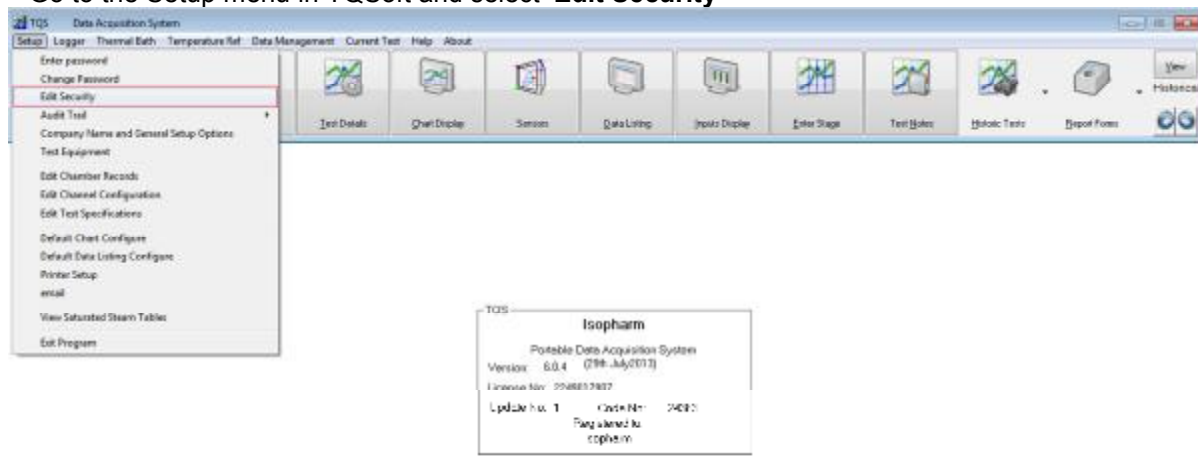 Go to the Setup menu in TQSoft and select 'Edit Security'
TQS Data Acquisition System
Setup Logger Thermal Bath Temperature Ref Data Management Current Test Help About
Enter password
Change Password
Edit Security
Audit Trail
Company Name and General Setup Options
Test Equipment
Edit Chamber Records
Edit Channel Configuration
Edit Test Specifications
Default Chart Configure
Default Data Listing Configure
Printer Setup
email
View Saturated Steam Tables
Exit Program
Test Details Chart Display Sensors Data Listing Inputs Display Enter Stage Test Notes Historic Tests Report Forms
View
Historical
TQS
Isopharm
Portable Data Acquisition System
Version: 6.0.4 (29th July2013)
License No:
Update No: 1 Code No:
Registered to:
Isopharm